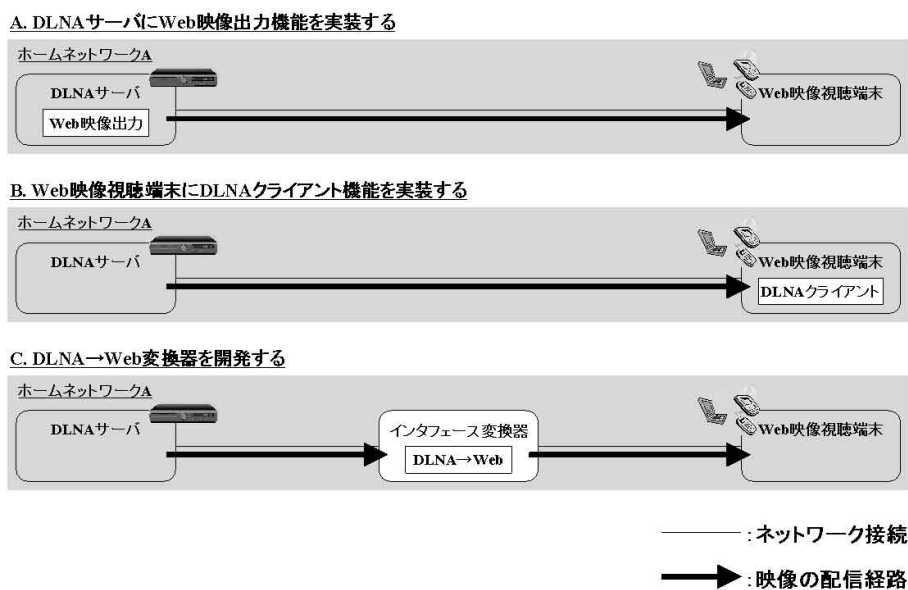 A. DLNAサーバにWeb映像出力機能を実装する
ホームネットワークA
DLNAサーバ
Web映像出力
Web映像視聴端末
B. Web映像視聴端末にDLNAクライアント機能を実装する
ホームネットワークA
DLNAサーバ
Web映像視聴端末
DLNAクライアント
C. DLNA→Web変換器を開発する
ホームネットワークA
DLNAサーバ
インタフェース変換器
DLNA→Web
Web映像視聴端末
:ネットワーク接続
:映像の配信経路